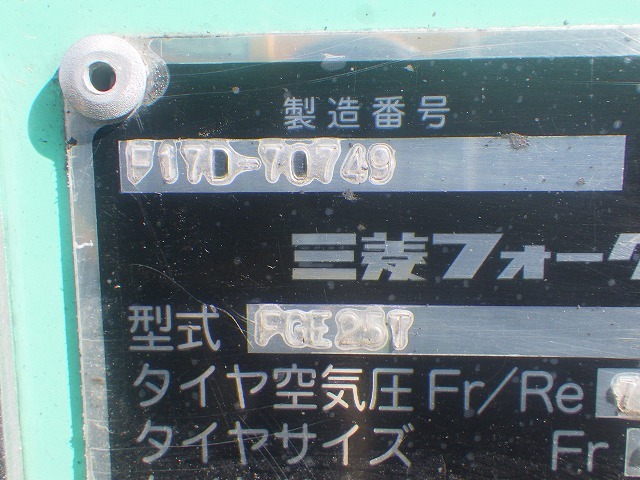 製造番号
F17D-70749
三菱フォーク
型式 FGE25T
タイヤ空気圧 Fr/Re
タイヤサイズ Fr